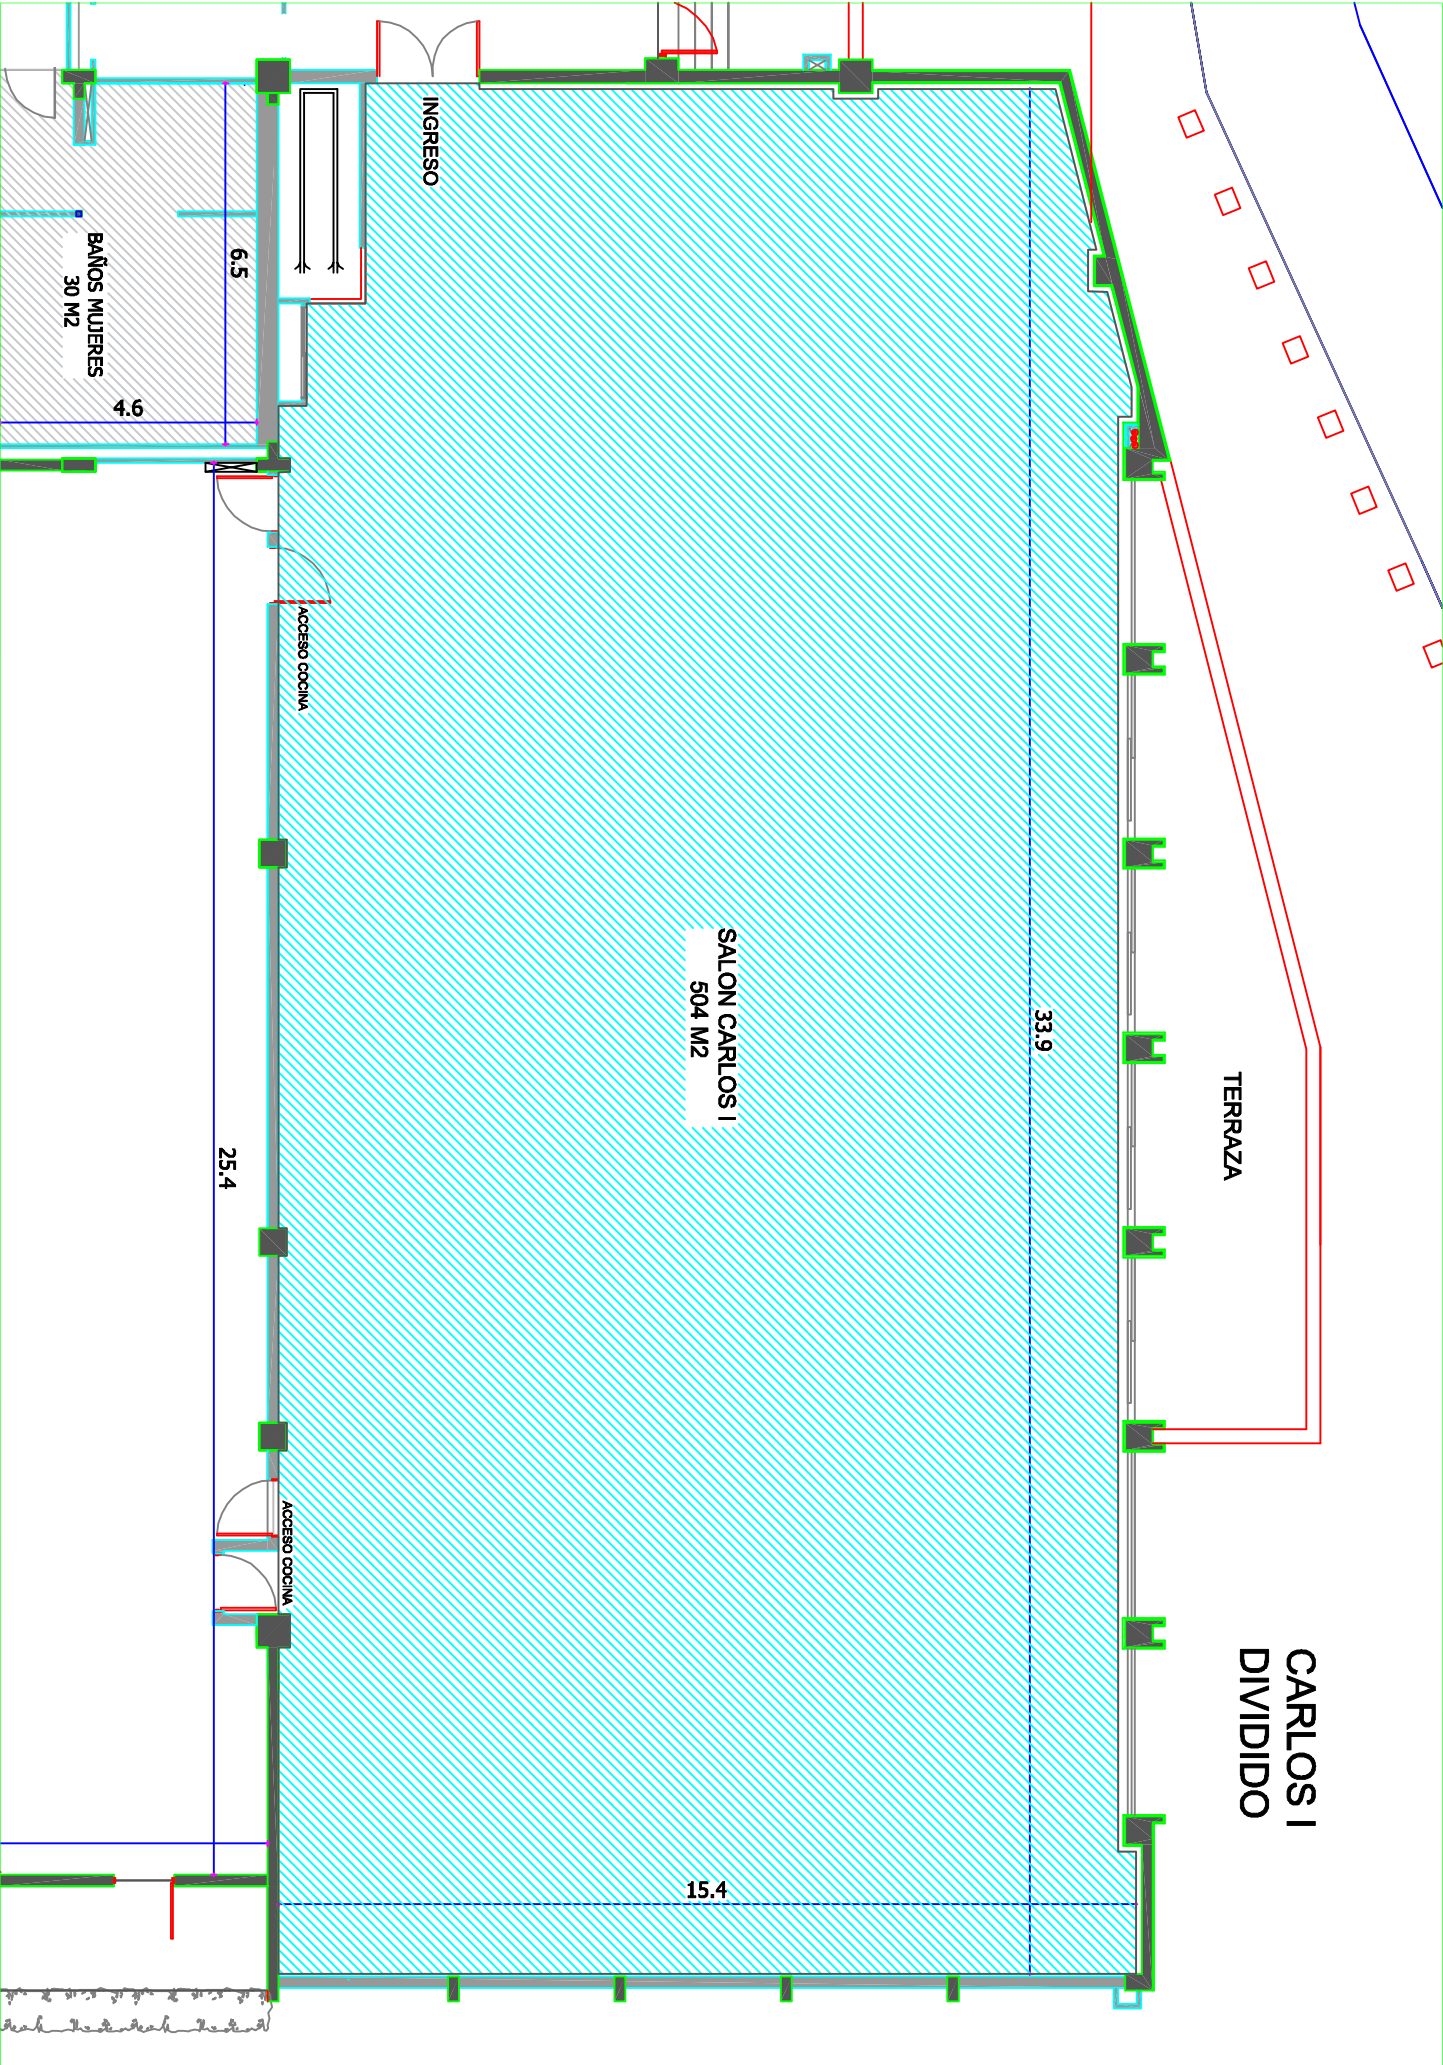 INGRESO
BAÑOS MUJERES
30 M2
6.5
4.6
ACCESO COCINA
SALON CARLOS I
504 M2
33.9
TERRAZA
25.4
ACCESO COCINA
CARLOS I
DIVIDIDO
15.4